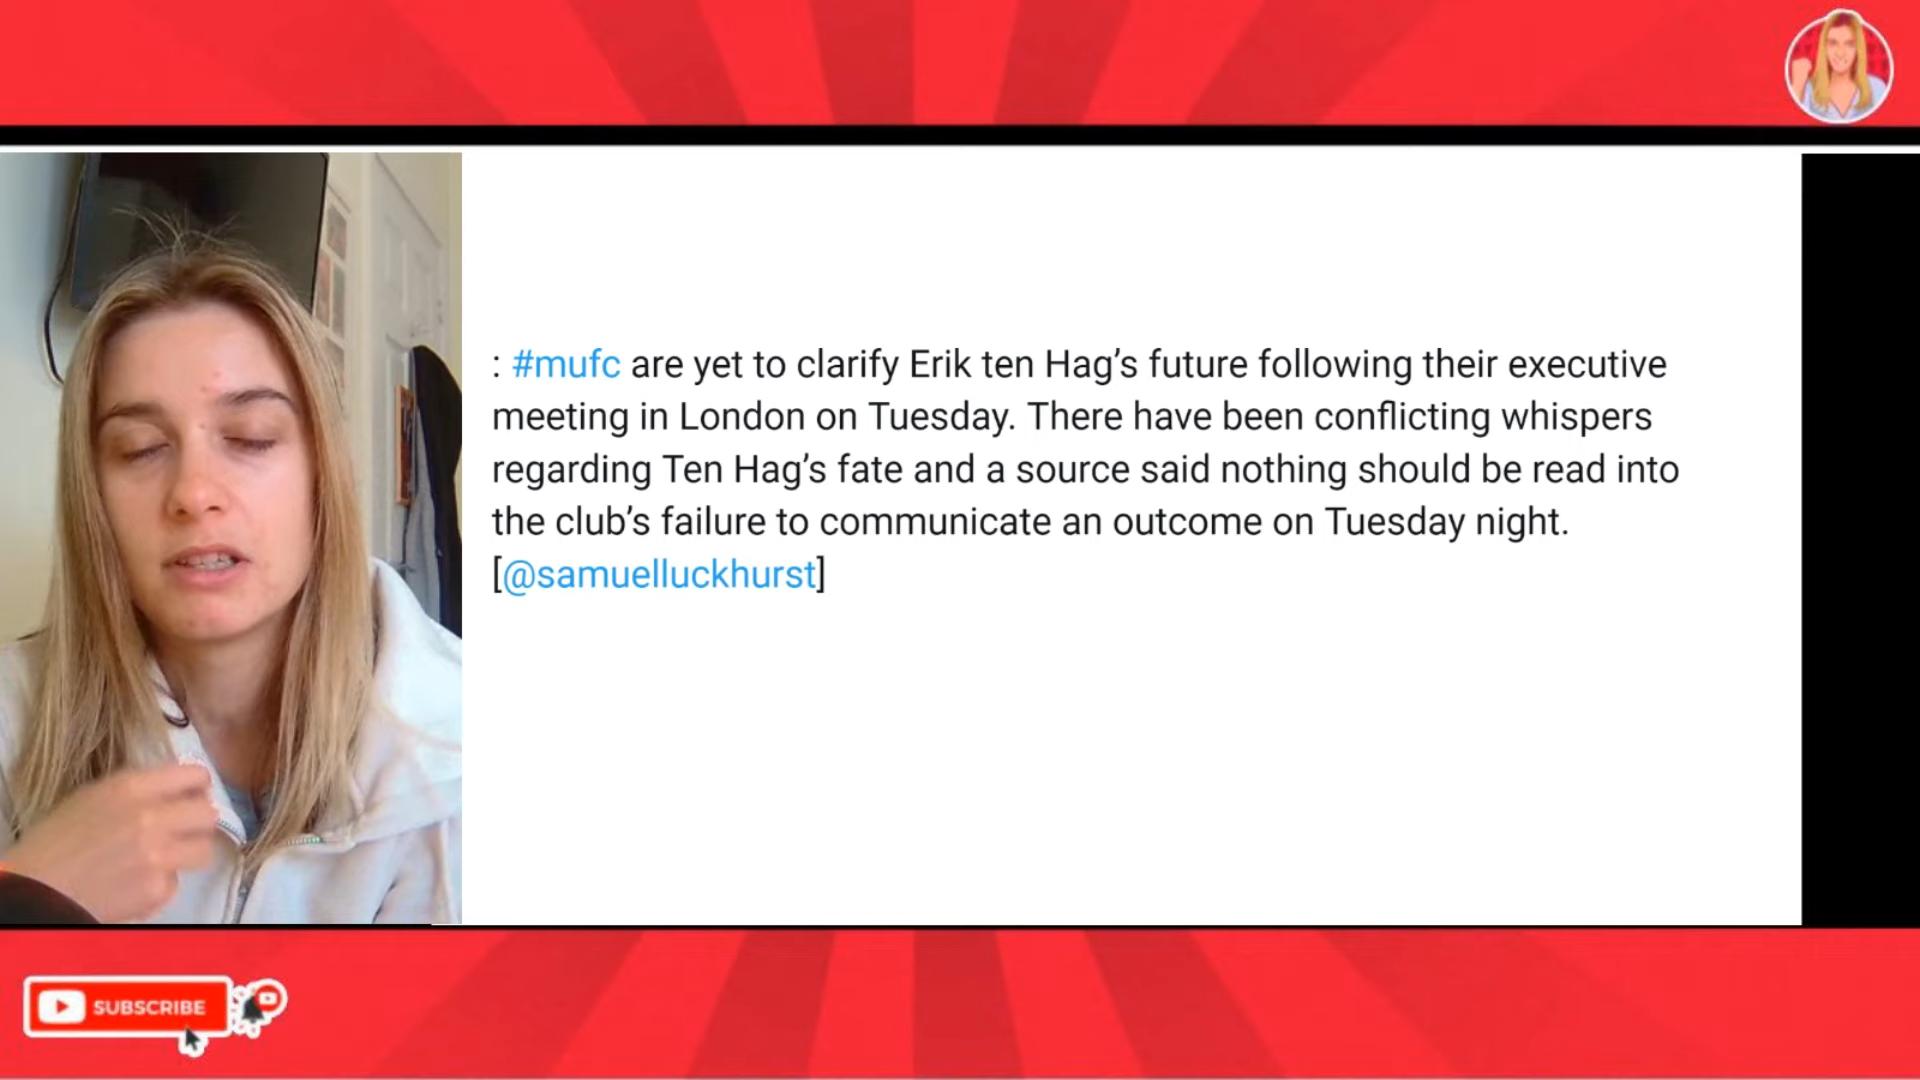 : #mufc are yet to clarify Erik ten Hag’s future following their executive
meeting in London on Tuesday. There have been conflicting whispers
regarding Ten Hag’s fate and a source said nothing should be read into
the club’s failure to communicate an outcome on Tuesday night.
[@samuelluckhurst]
SUBSCRIBE